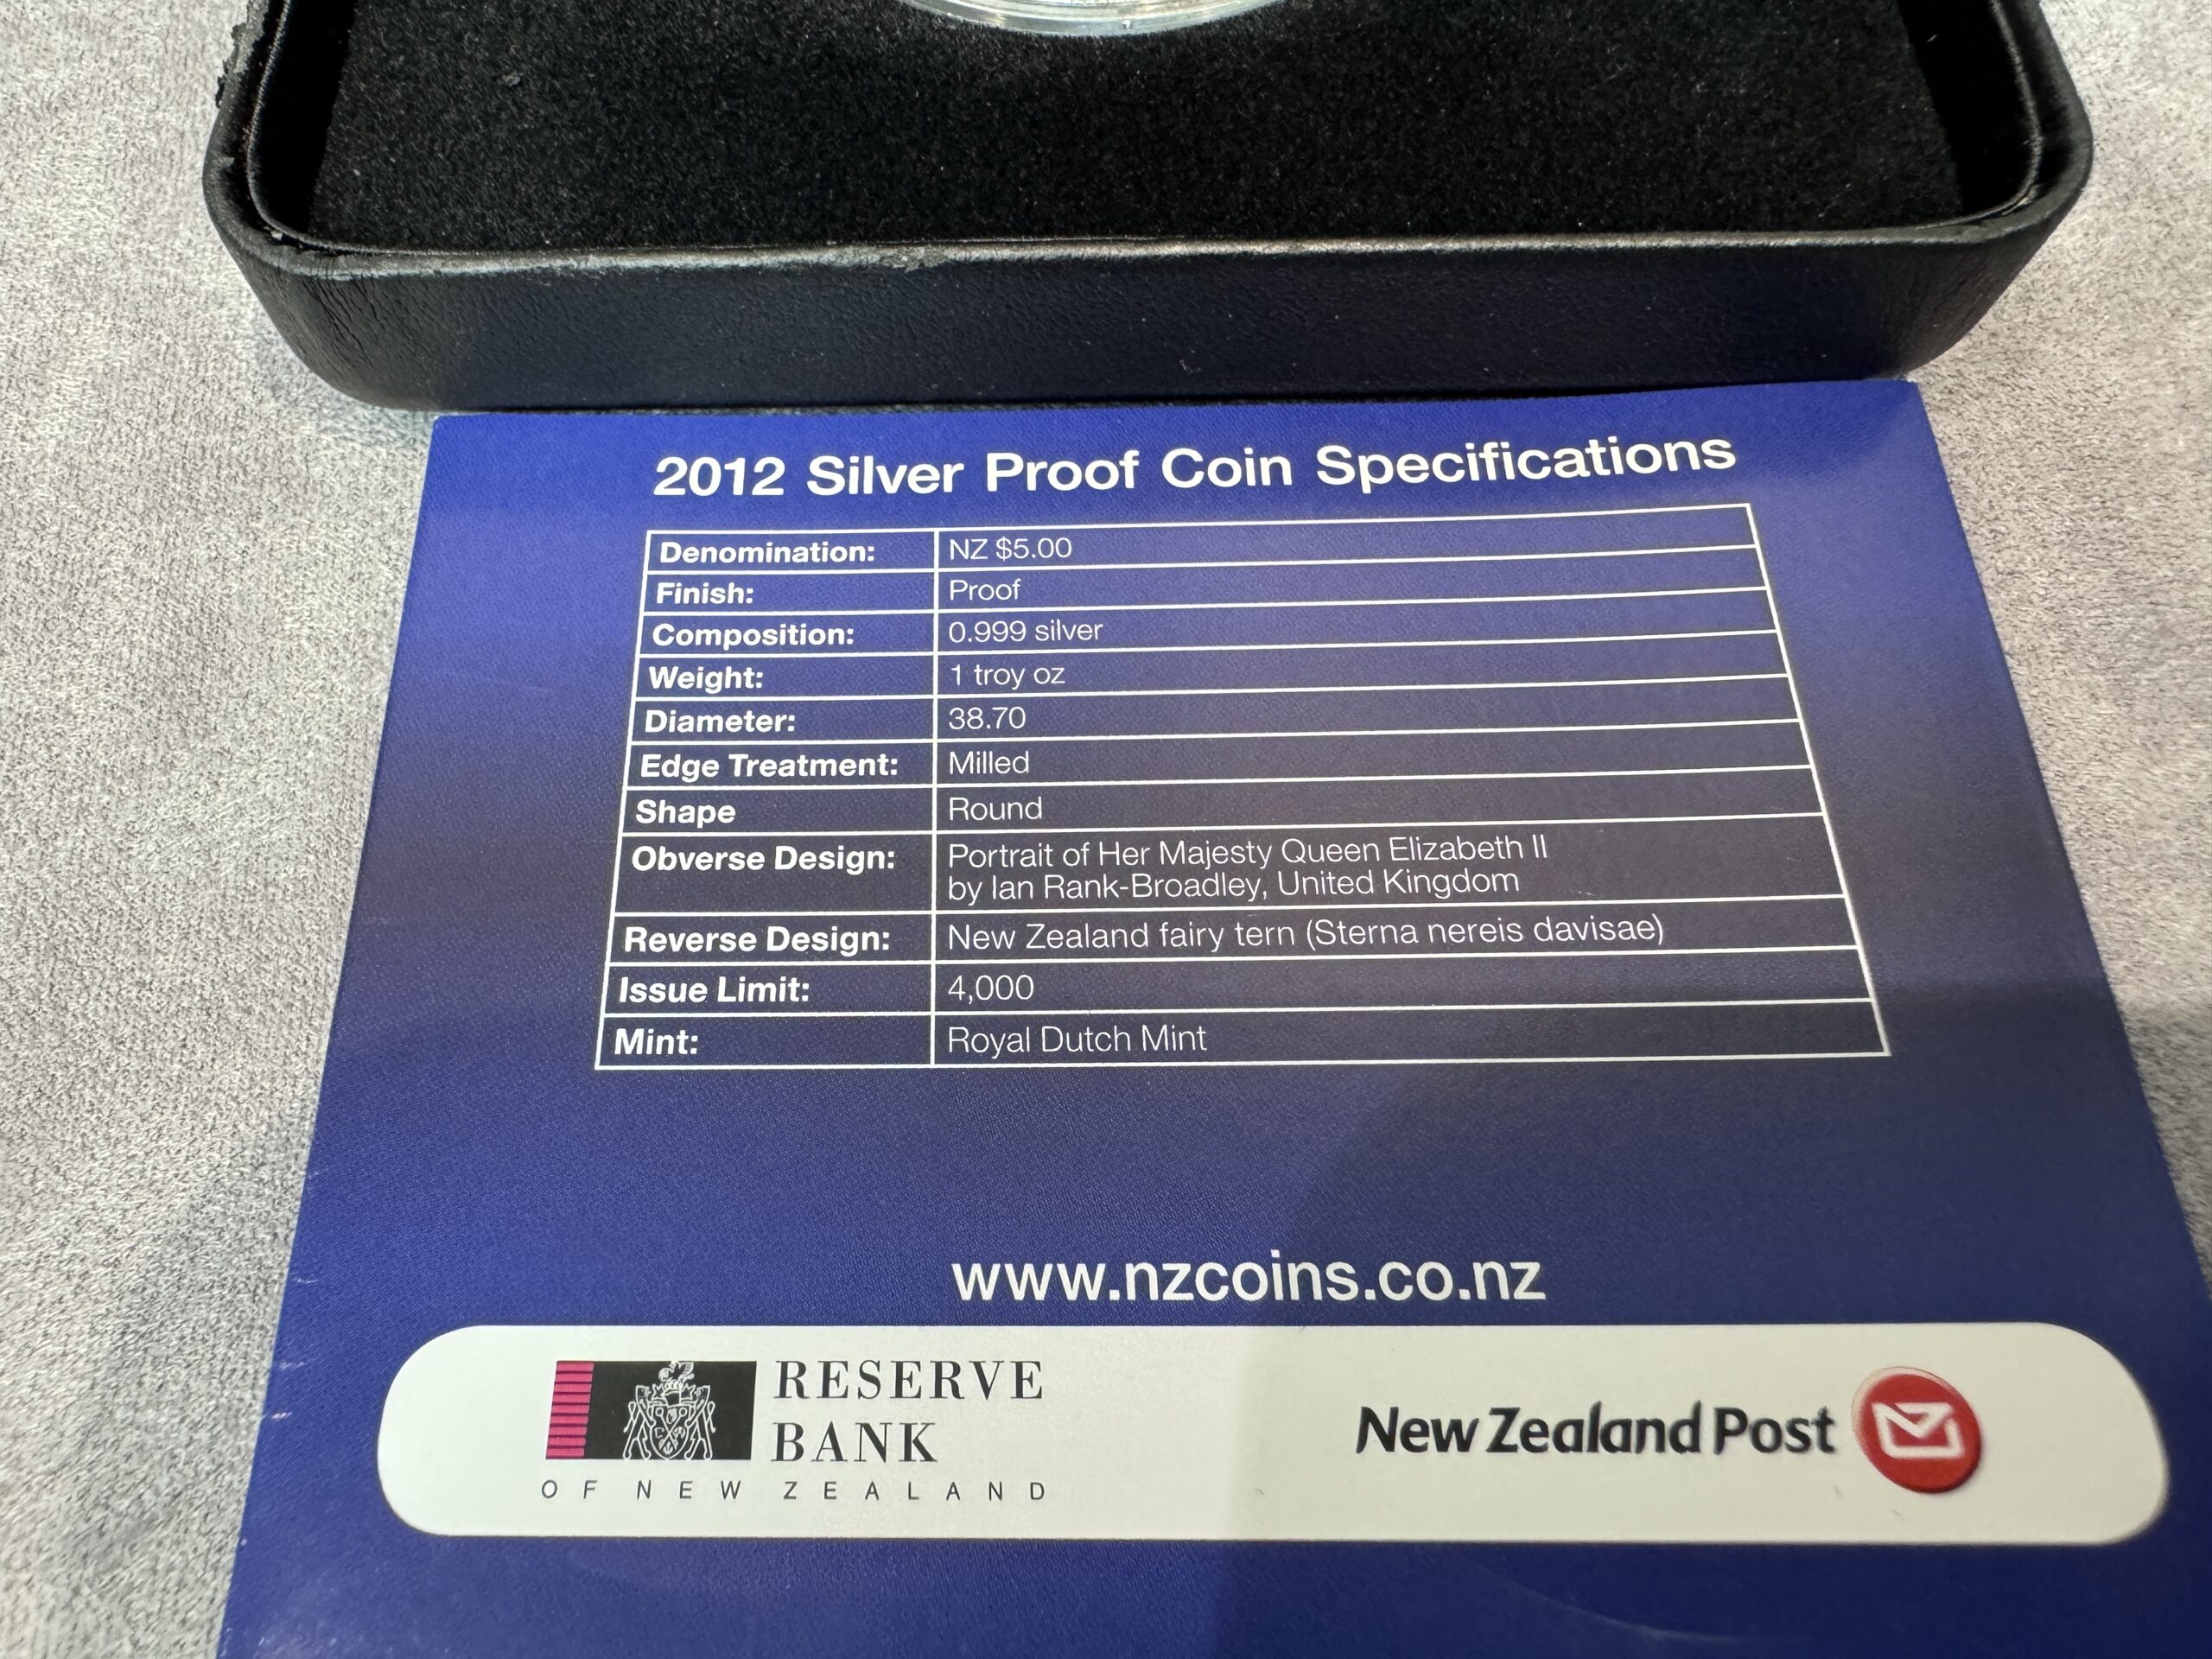 2012 Silver Proof Coin Specifications
Denomination: NZ $5.00
Finish: Proof
Composition: 0.999 silver
Weight: 1 troy oz
Diameter: 38.70
Edge Treatment: Milled
Shape Round
Obverse Design: Portrait of Her Majesty Queen Elizabeth II
by Ian Rank-Broadley, United Kingdom
Reverse Design: New Zealand fairy tern (Sterna nereis davisae)
Issue Limit: 4,000
Mint: Royal Dutch Mint
www.nzcoins.co.nz
RESERVE
BANK
OF NEW ZEALAND
New Zealand Post